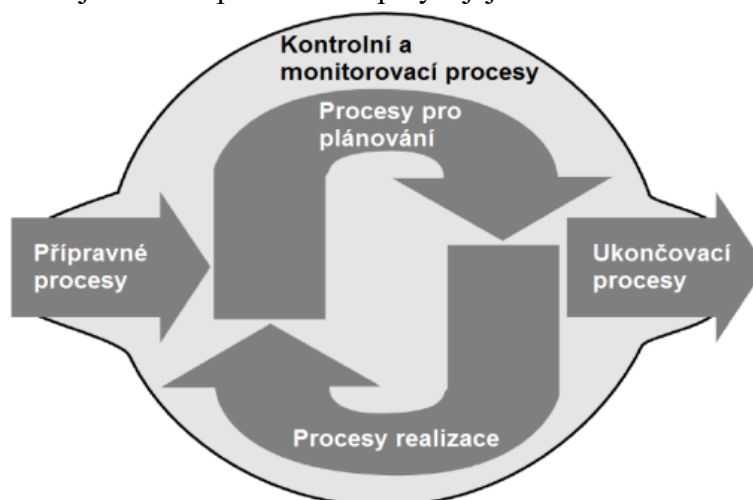 Kontrolní a
monitorovací procesy
Procesy pro
plánování
Přípravné
procesy
Ukončovací
procesy
Procesy realizace